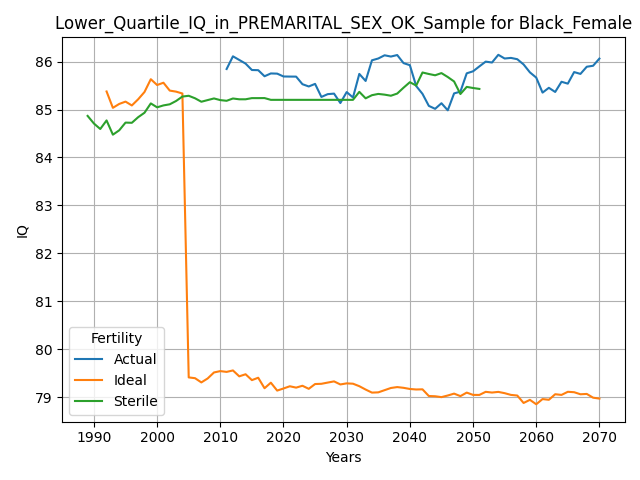 Lower_Quartile_IQ_in_PREMARITAL_SEX_OK_Sample for Black_Female
86
85
84
83
82
81
80
79
IQ
Fertility
Actual
Ideal
Sterile
1990 2000 2010 2020 2030 2040 2050 2060 2070
Years